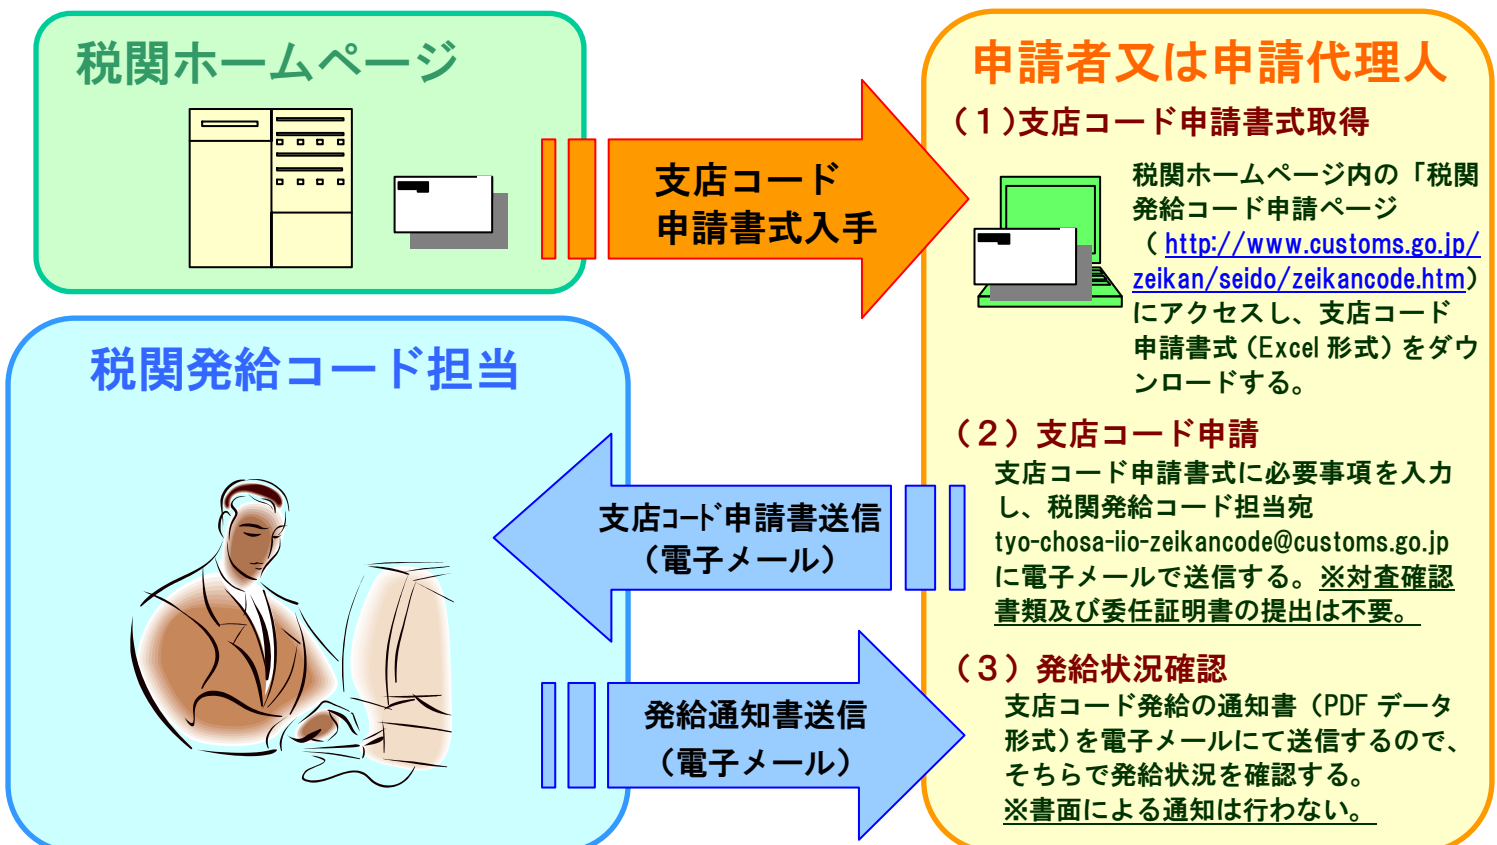 税関ホームページ
支店コード
申請書式入手
申請者又は申請代理人
（１）支店コード申請書式取得
税関ホームページ内の「税関
発給コード申請ページ
（http://www.customs.go.jp/
zeikan/seido/zeikancode.htm）
にアクセスし、支店コード
申請書式（Excel 形式）をダウ
ンロードする。
税関発給コード担当
支店ｺｰﾄﾞ申請書送信
（電子メール）
（２）支店コード申請
支店コード申請書式に必要事項を入力
し、税関発給コード担当宛
tyo-chosa-iio-zeikancode@customs.go.jp
に電子メールで送信する。※対査確認
書類及び委任証明書の提出は不要。
発給通知書送信
（電子メール）
（３）発給状況確認
支店コード発給の通知書（PDF データ
形式）を電子メールにて送信するので、
そちらで発給状況を確認する。
※書面による通知は行わない。